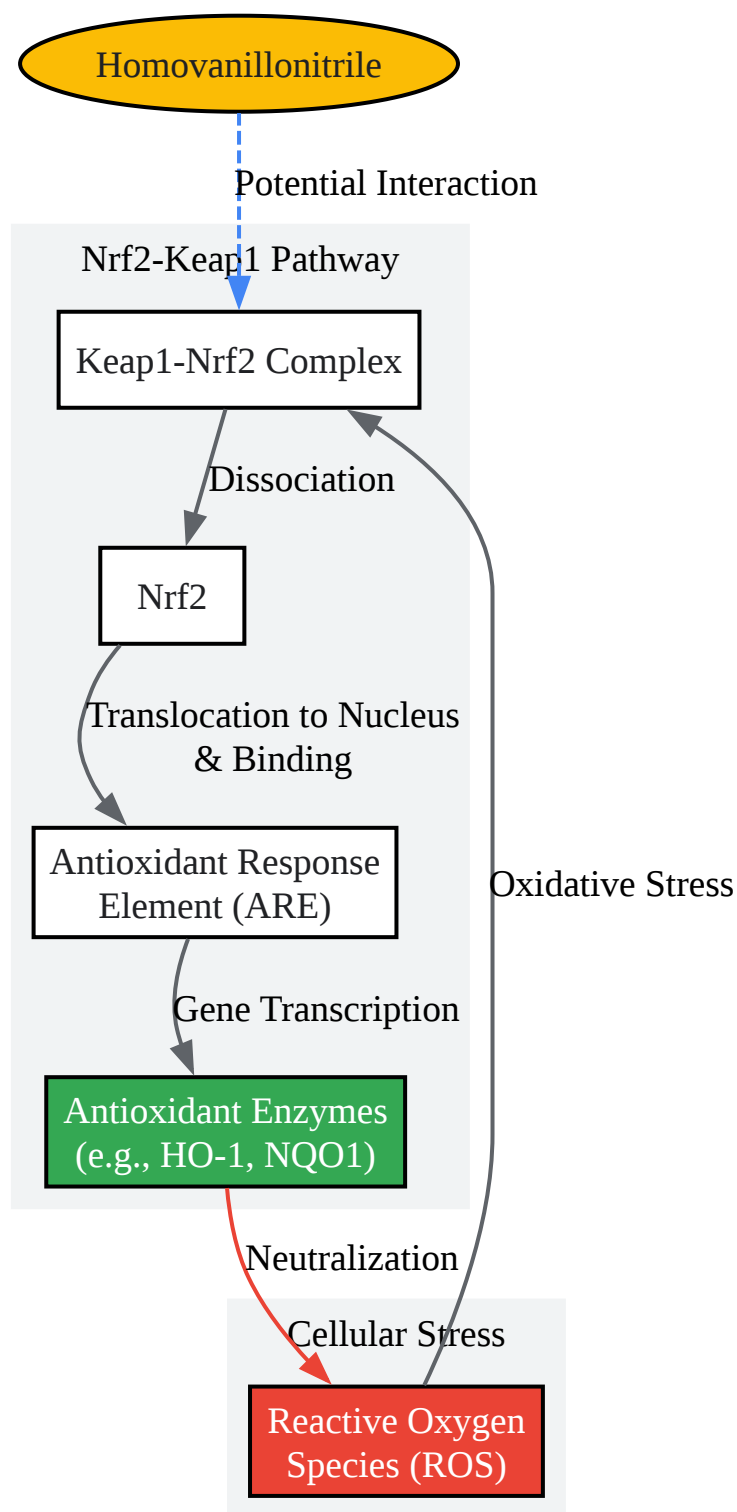 Homovanillonitrile
Potential Interaction
Nrf2-Keap1 Pathway
Keap1-Nrf2 Complex
Dissociation
Nrf2
Translocation to Nucleus
& Binding
Antioxidant Response
Element (ARE)
Oxidative Stress
Gene Transcription
Antioxidant Enzymes
(e.g., HO-1, NQO1)
Neutralization
Cellular Stress
Reactive Oxygen
Species (ROS)